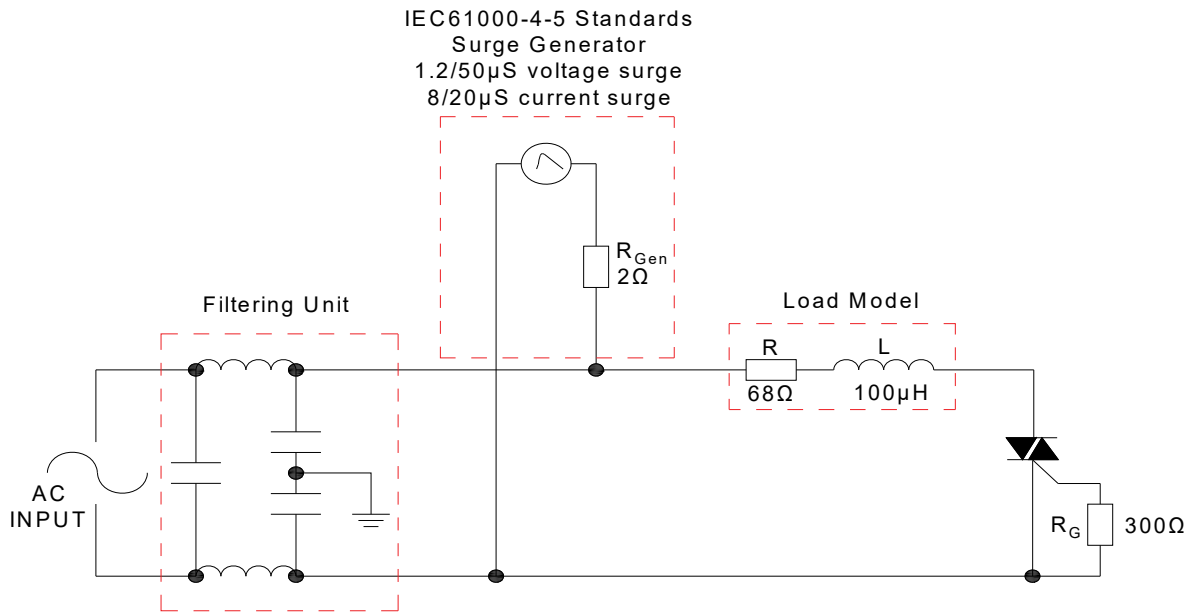 IEC61000-4-5 Standards
Surge Generator
1.2/50µS voltage surge
8/20µS current surge
RGen
2Ω
Filtering Unit
Load Model
R
L
68Ω
100µH
AC
INPUT
RG
300Ω